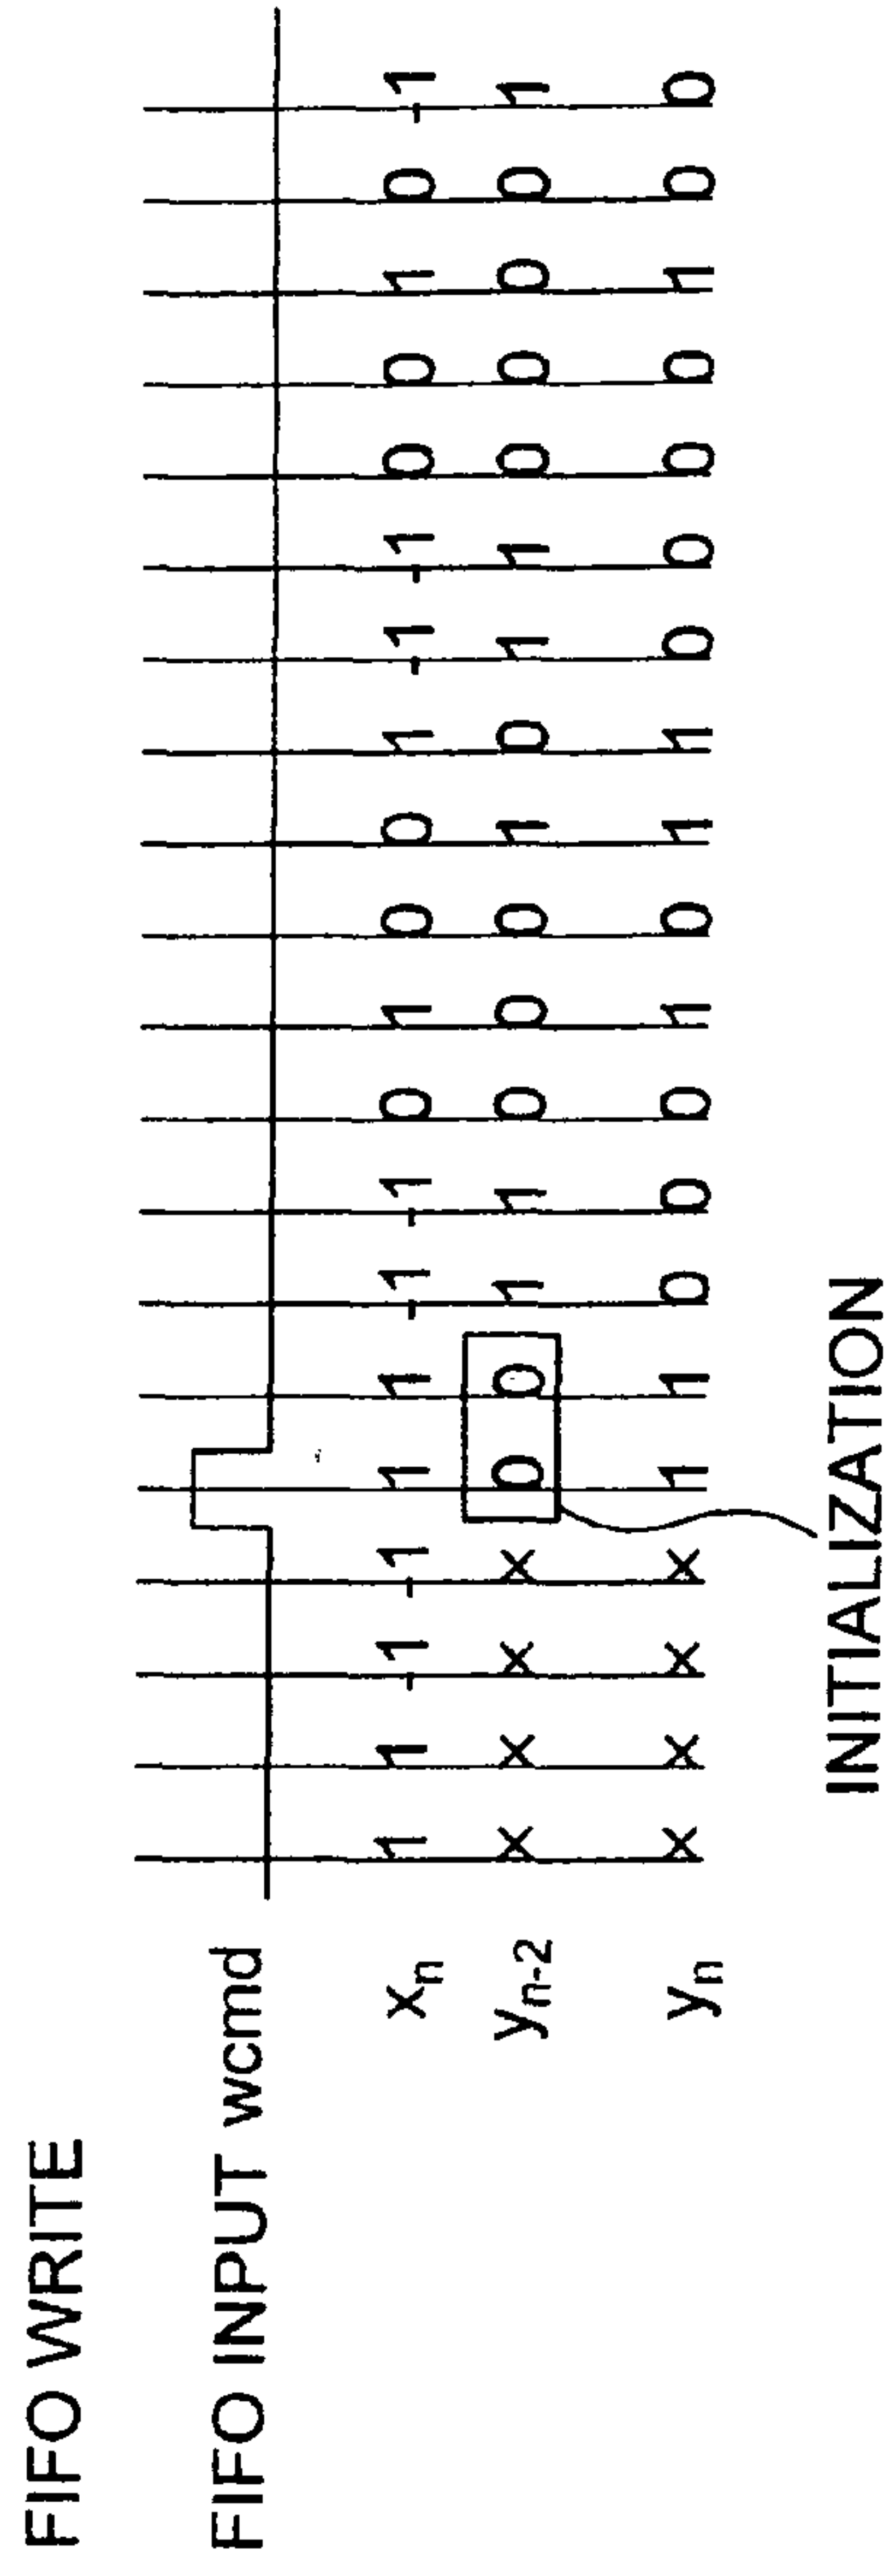 FIFO WRITE
FIFO INPUT wcmd
xₙ 1 1 -1 -1 1 1 -1 -1 0 1 0 0 1 -1 -1 0 0 1 0 -1
yₙ₋₂ x x x x 0 0 1 1 0 0 0 1 0 1 1 0 0 0 0 1
yₙ x x x x 1 1 0 0 0 1 0 1 1 0 0 0 0 1 0 0
INITIALIZATION